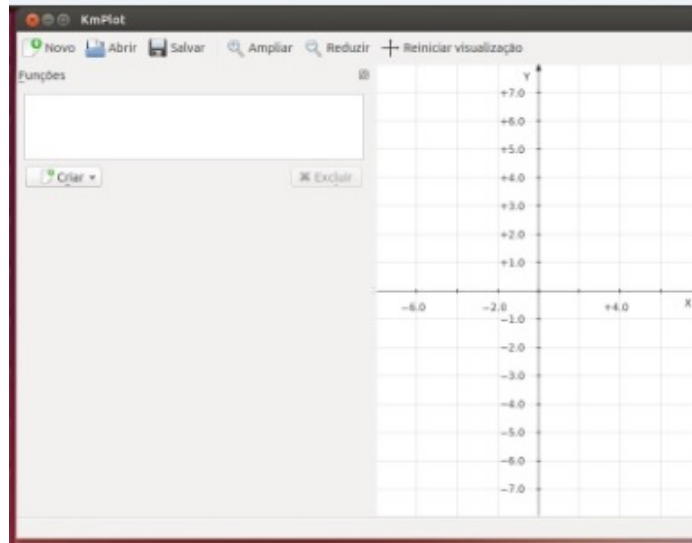 KmPlot
Novo Abrir Salvar Ampliar Reduzir Reiniciar visualização
Funções
Criar Excluir
Y
+7.0
+6.0
+5.0
+4.0
+3.0
+2.0
+1.0
−6.0 −2.0 +4.0 X
−1.0
−2.0
−3.0
−4.0
−5.0
−6.0
−7.0